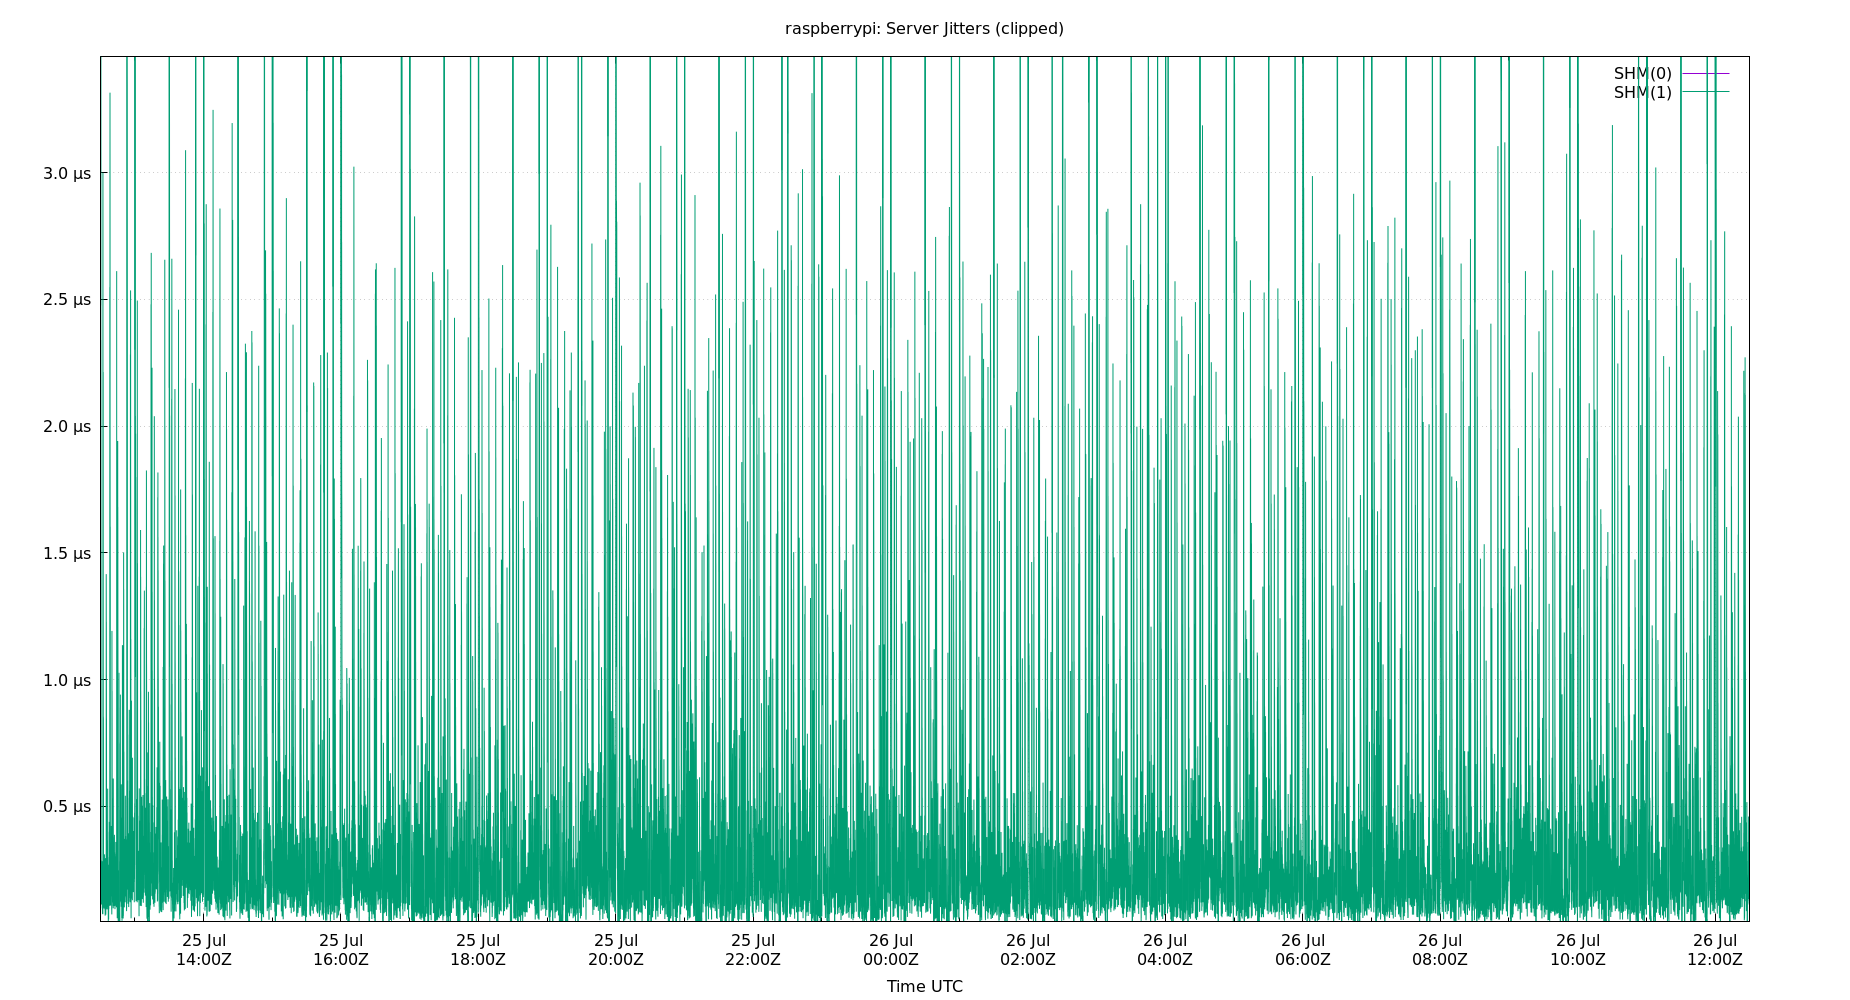 raspberrypi: Server Jitters (clipped)
SHM(0)
SHM(1)
3.0 µs
2.5 µs
2.0 µs
1.5 µs
1.0 µs
0.5 µs
25 Jul 25 Jul 25 Jul 25 Jul 25 Jul 26 Jul 26 Jul 26 Jul 26 Jul 26 Jul 26 Jul 26 Jul
14:00Z 16:00Z 18:00Z 20:00Z 22:00Z 00:00Z 02:00Z 04:00Z 06:00Z 08:00Z 10:00Z 12:00Z
Time UTC